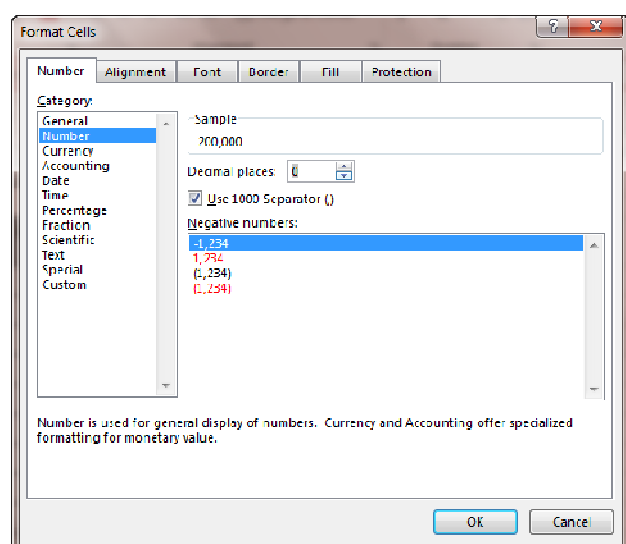 Format Cells
Number Alignment Font Border Fill Protection
Category:
General
Number
Currency
Accounting
Date
Time
Percentage
Fraction
Scientific
Text
Special
Custom
Sample
200,000
Decimal places: 0
Use 1000 Separator (,)
Negative numbers:
-1,234
1,234
(1,234)
(1,234)
Number is used for general display of numbers. Currency and Accounting offer specialized
formatting for monetary value.
OK Cancel